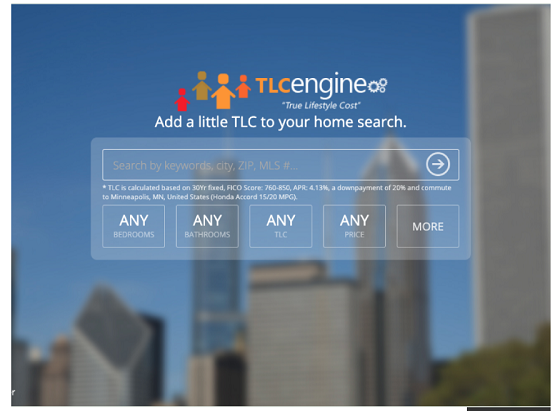 TLCengine
"True Lifestyle Cost"
Add a little TLC to your home search.
Search by keywords, city, ZIP, MLS #...
* TLC is calculated based on 30Yr fixed, FICO Score: 760-850, APR: 4.13%, a downpayment of 20% and commute
to Minneapolis, MN, United States (Honda Accord 15/20 MPG).
ANY ANY ANY ANY MORE
BEDROOMS BATHROOMS TLC PRICE
r